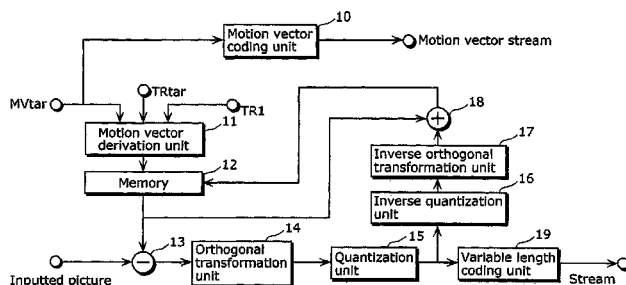 10
Motion vector
coding unit
Motion vector stream
TRtar
MVtar
TR1
18
11
Motion vector
derivation unit
17
12
Inverse orthogonal
transformation unit
Memory
16
Inverse quantization
unit
14
15
19
13
Orthogonal
transformation
unit
Quantization
unit
Variable length
coding unit
Inputted picture
Stream